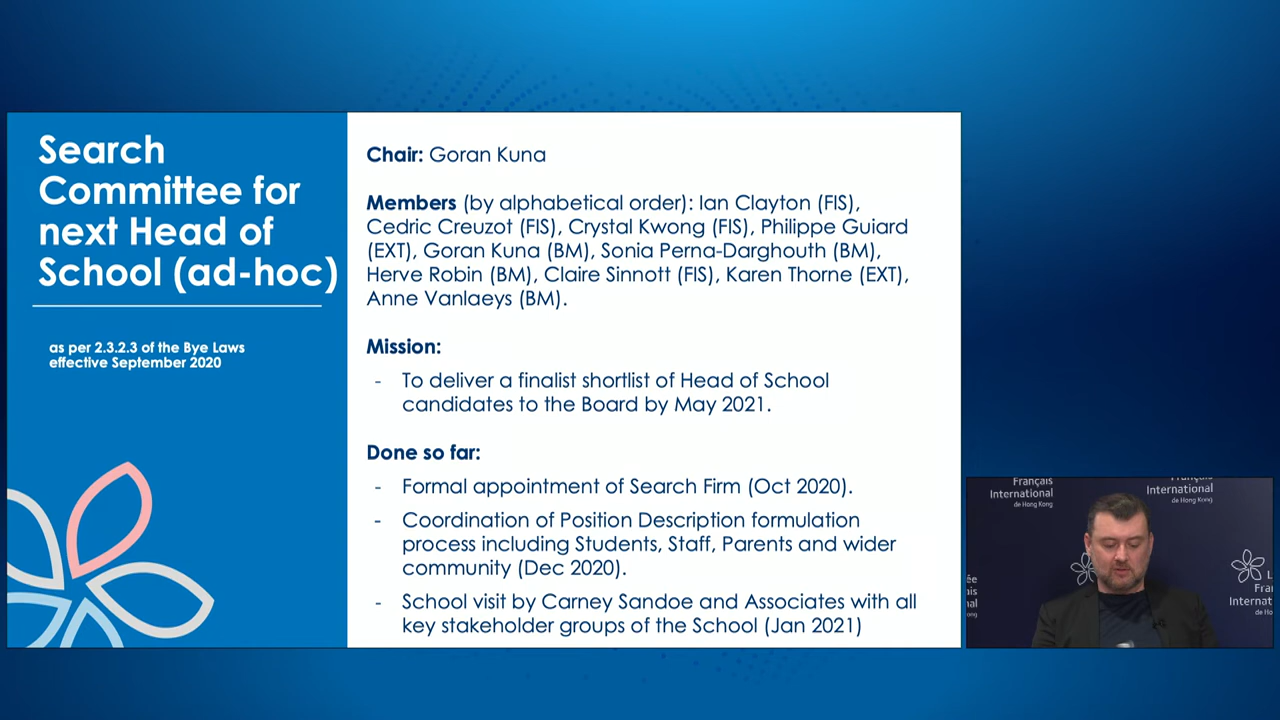 Search
Committee for
next Head of
School (ad-hoc)
as per 2.3.2.3 of the Bye Laws
effective September 2020
Chair: Goran Kuna
Members (by alphabetical order): Ian Clayton (FIS),
Cedric Creuzot (FIS), Crystal Kwong (FIS), Philippe Guiard
(EXT), Goran Kuna (BM), Sonia Perna-Darghouth (BM),
Herve Robin (BM), Claire Sinnott (FIS), Karen Thorne (EXT),
Anne Vanlaeys (BM).
Mission:
- To deliver a finalist shortlist of Head of School
candidates to the Board by May 2021.
Done so far:
- Formal appointment of Search Firm (Oct 2020).
- Coordination of Position Description formulation
process including Students, Staff, Parents and wider
community (Dec 2020).
- School visit by Carney Sandoe and Associates with all
key stakeholder groups of the School (Jan 2021)
Français
International
de Hong Kong
Français
International
de Hong Kong